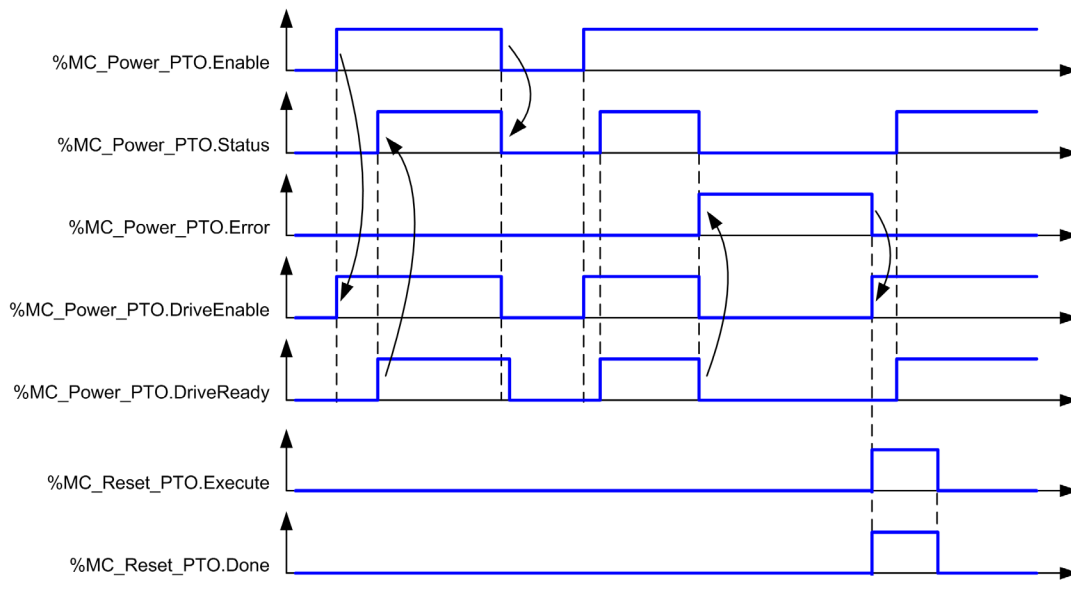 %MC_Power_PTO.Enable
%MC_Power_PTO.Status
%MC_Power_PTO.Error
%MC_Power_PTO.DriveEnable
%MC_Power_PTO.DriveReady
%MC_Reset_PTO.Execute
%MC_Reset_PTO.Done